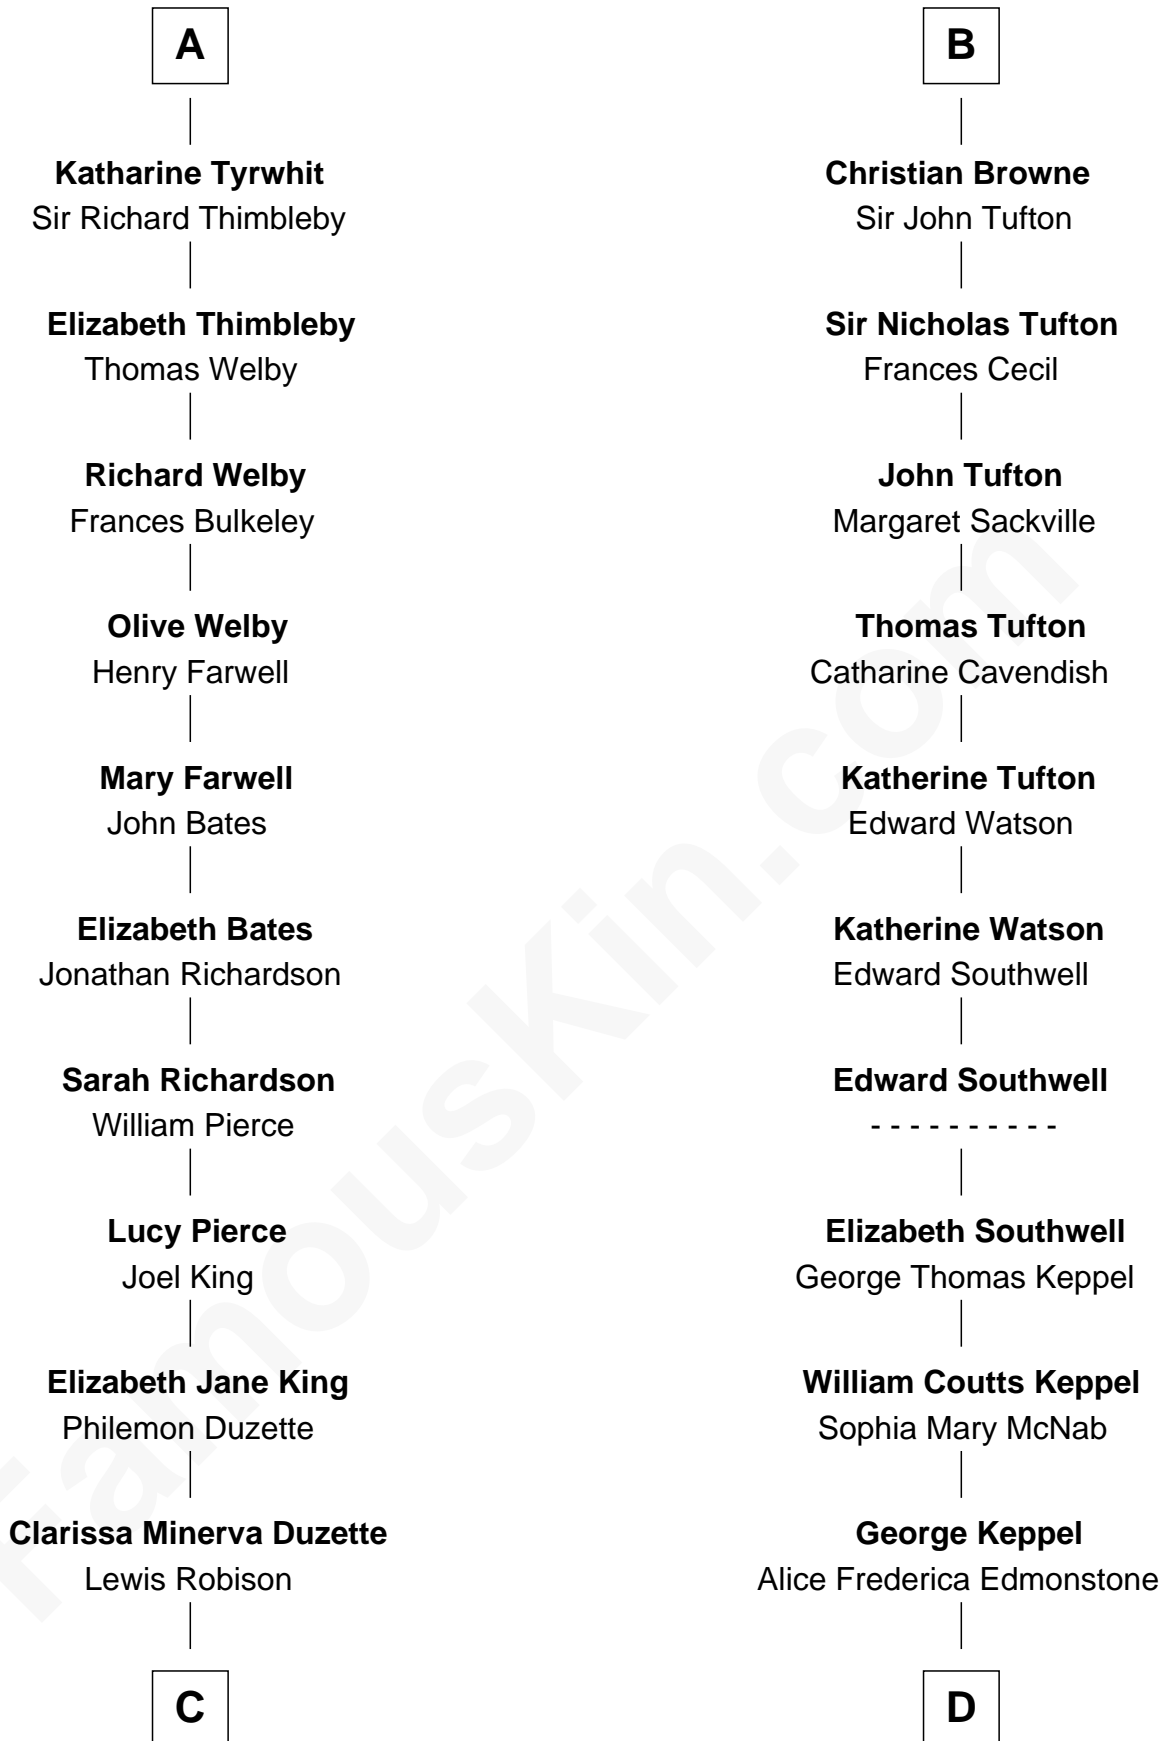 A
Katharine Tyrwhit
Sir Richard Thimbleby
Elizabeth Thimbleby
Thomas Welby
Richard Welby
Frances Bulkeley
Olive Welby
Henry Farwell
Mary Farwell
John Bates
Elizabeth Bates
Jonathan Richardson
Sarah Richardson
William Pierce
Lucy Pierce
Joel King
Elizabeth Jane King
Philemon Duzette
Clarissa Minerva Duzette
Lewis Robison
C
B
Christian Browne
Sir John Tufton
Sir Nicholas Tufton
Frances Cecil
John Tufton
Margaret Sackville
Thomas Tufton
Catharine Cavendish
Katherine Tufton
Edward Watson
Katherine Watson
Edward Southwell
Edward Southwell
- - - - - - - - - -
Elizabeth Southwell
George Thomas Keppel
William Coutts Keppel
Sophia Mary McNab
George Keppel
Alice Frederica Edmonstone
D
FamousKin.com